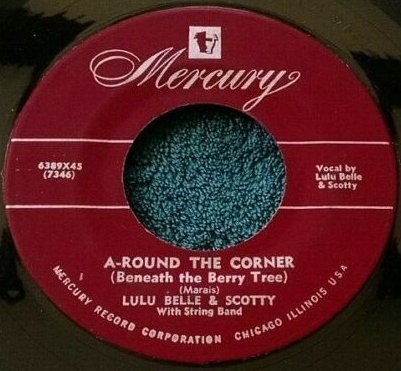 Mercury
6389X45
(7346)
Vocal by
Lulu Belle
& Scotty
A-ROUND THE CORNER
(Beneath the Berry Tree)
(Marais)
LULU BELLE & SCOTTY
With String Band
MERCURY RECORD CORPORATION CHICAGO ILLINOIS U.S.A